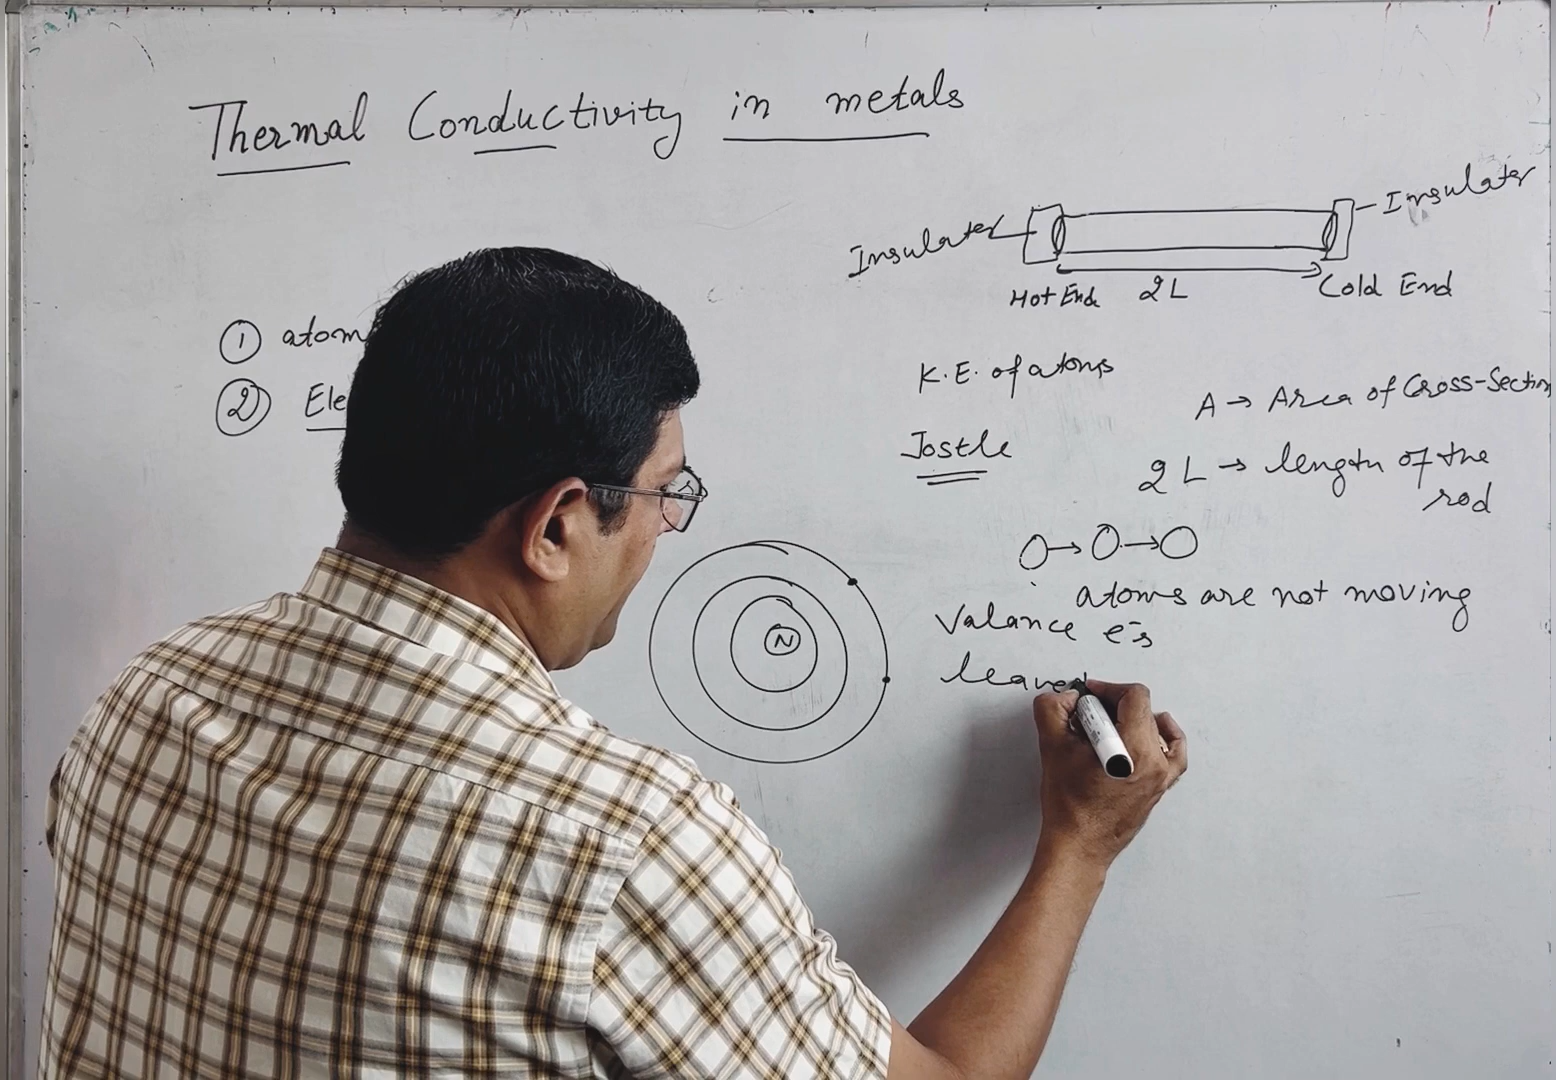 Thermal Conductivity in metals
Insulater
Insulater
Hot End
2L
Cold End
① atom
② Ele
K.E. of atoms
A → Area of Cross-Section
Jostle
2L → length of the
rod
O→O→O
atoms are not moving
Valance e⁻s
N
leaved